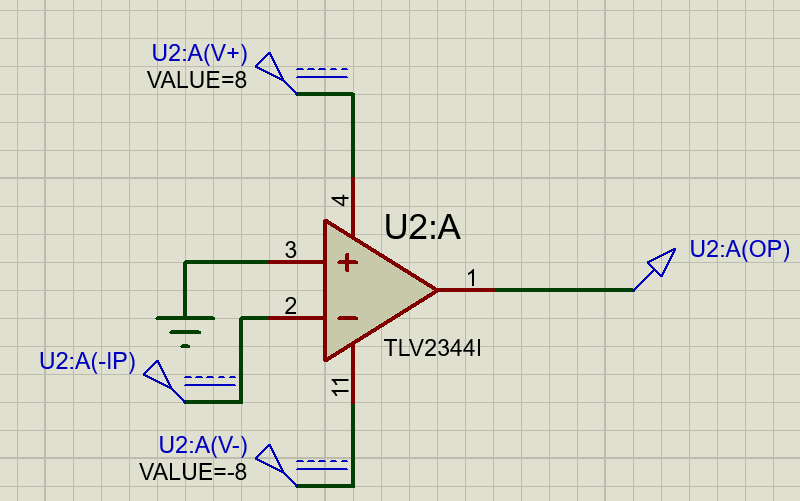 U2:A(V+)
VALUE=8
4
U2:A
3
2
1
U2:A(OP)
TLV2344I
U2:A(-IP)
11
U2:A(V-)
VALUE=-8